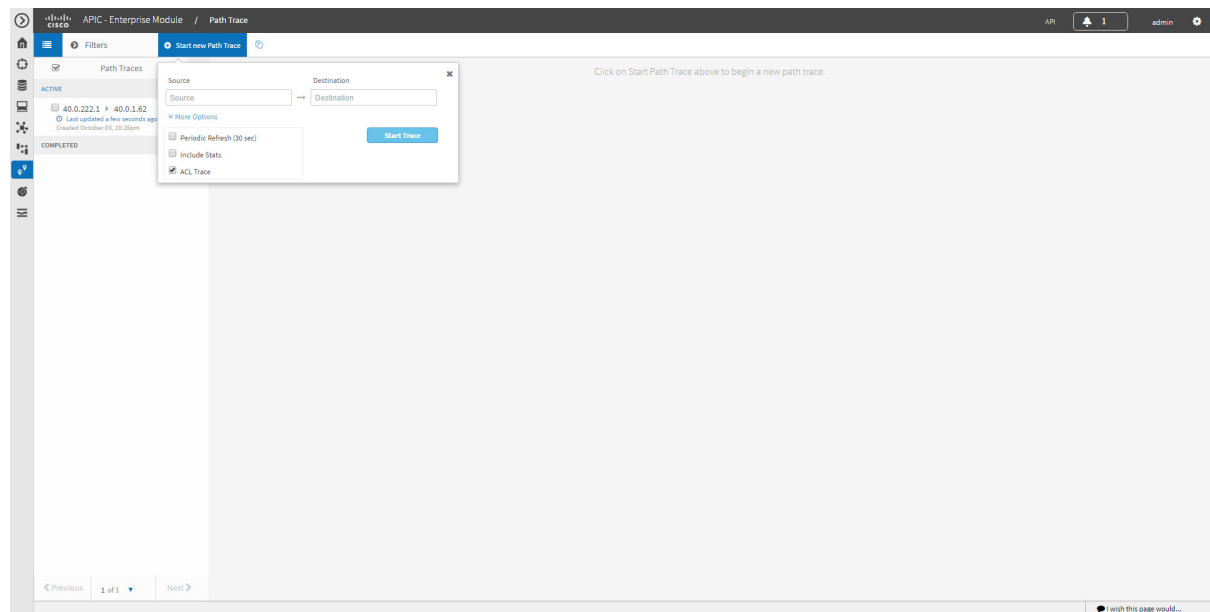 CISCO APIC - Enterprise Module / Path Trace API 1 admin
Filters Start new Path Trace
Path Traces
Click on Start Path Trace above to begin a new path trace.
ACTIVE
40.0.222.1 40.0.1.62
Last updated a few seconds ago
Created October 03, 10:26pm
COMPLETED
Source Destination
Source → Destination
More Options
Periodic Refresh (30 sec)
Start Trace
Include Stats
ACL Trace
Previous 1 of 1 Next
I wish this page would...